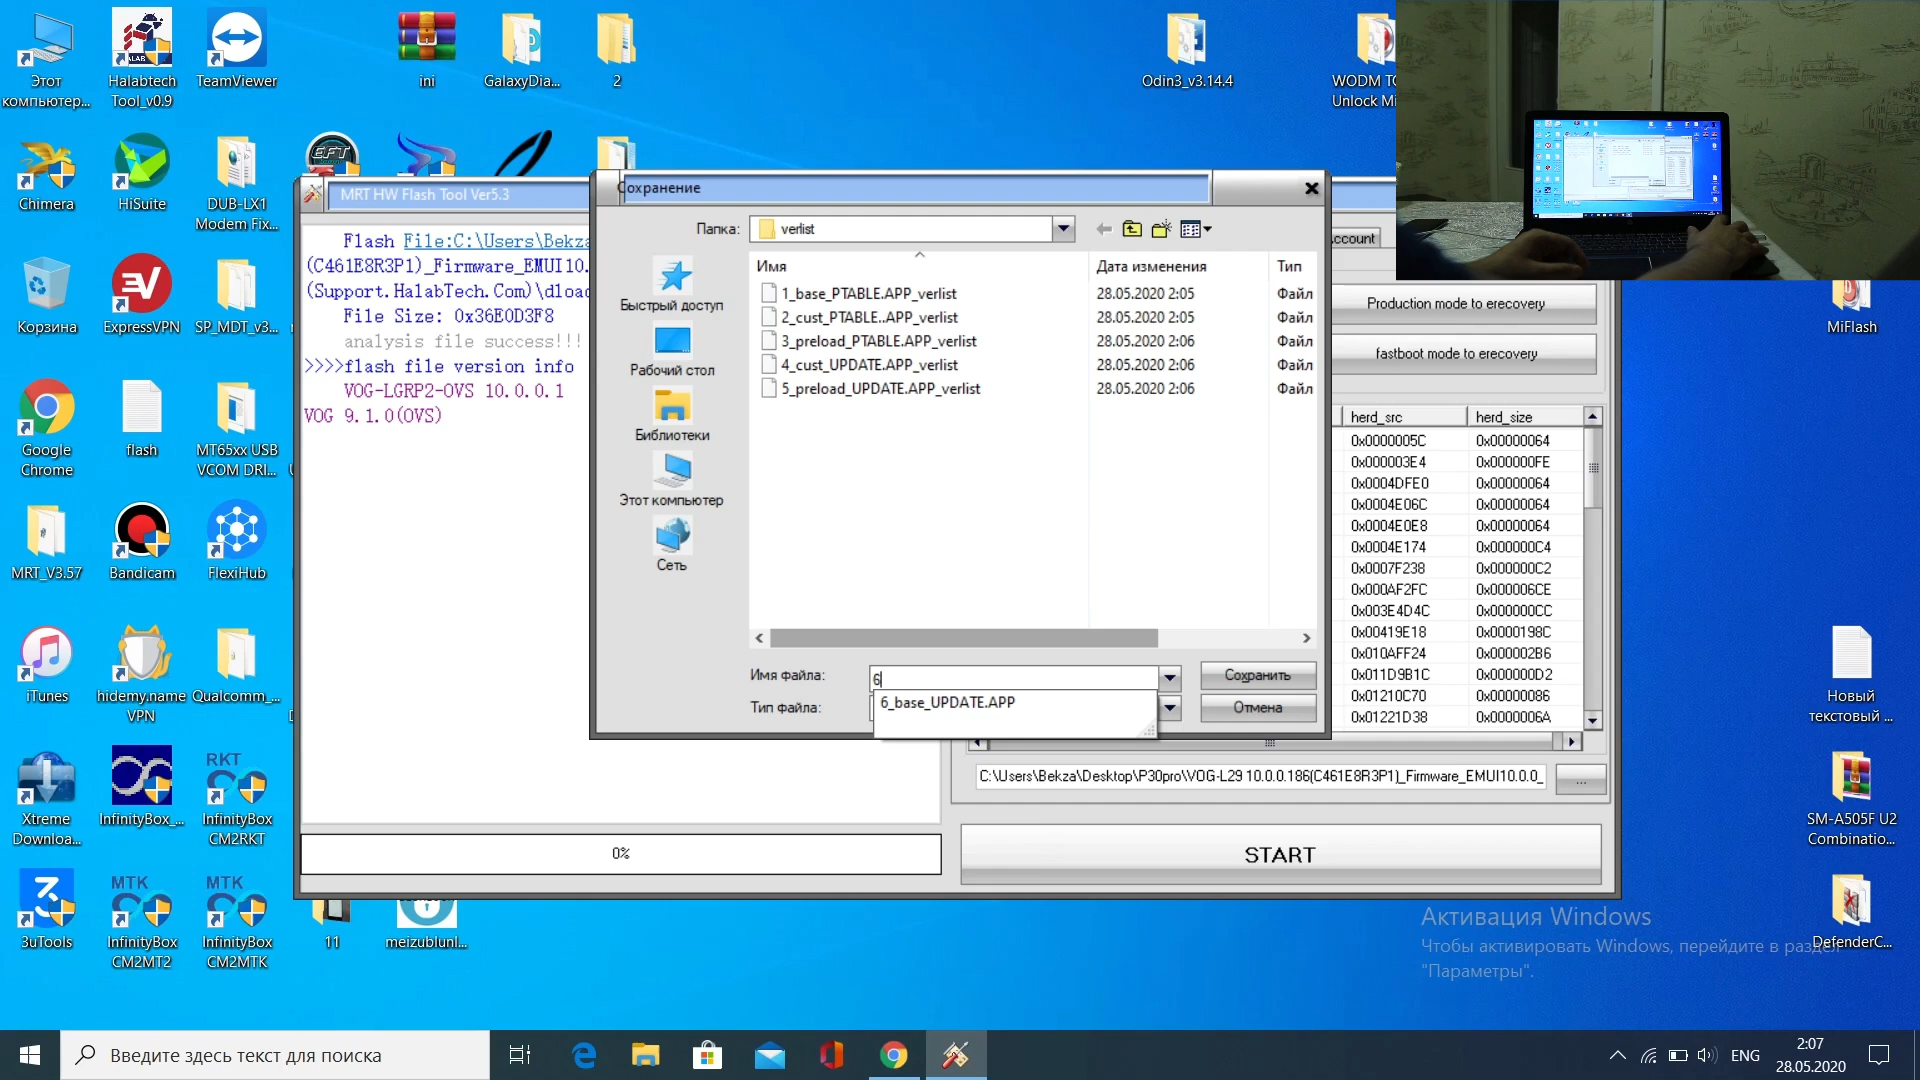 Этот
компьютер...
Halabtech
Tool_v0.9
TeamViewer
ini
GalaxyDia...
2
Odin3_v3.14.4
WODM TO
Unlock Mi
Chimera
HiSuite
DUB-LX1
Modem Fix...
EFT
Корзина
ExpressVPN
SP_MDT_v3...
Google
Chrome
flash
MT65xx USB
VCOM DRI...
MRT_V3.57
Bandicam
FlexiHub
iTunes
hidemy.name
VPN
Qualcomm_...
Xtreme
Downloa...
InfinityBox_...
RKT
InfinityBox
CM2RKT
3uTools
MTK
InfinityBox
CM2MT2
MTK
InfinityBox
CM2MTK
11
meizublunl...
MiFlash
Новый
текстовый ...
SM-A505F U2
Combinatio...
DefenderC...
MRT HW Flash Tool Ver5.3
Flash File:C:\Users\Bekza
(C461E8R3P1)_Firmware_EMUI10.
(Support.HalabTech.Com)\dload
File Size: 0x36E0D3F8
analysis file success!!!
>>>>flash file version info
VOG-LGRP2-OVS 10.0.0.1
VOG 9.1.0(OVS)
0%
Сохранение
Папка:
verlist
Быстрый доступ
Рабочий стол
Библиотеки
Этот компьютер
Сеть
Имя
Дата изменения
Тип
1_base_PTABLE.APP_verlist
28.05.2020 2:05
Файл
2_cust_PTABLE..APP_verlist
28.05.2020 2:05
Файл
3_preload_PTABLE.APP_verlist
28.05.2020 2:06
Файл
4_cust_UPDATE.APP_verlist
28.05.2020 2:06
Файл
5_preload_UPDATE.APP_verlist
28.05.2020 2:06
Файл
Имя файла:
6
Сохранить
6_base_UPDATE.APP
Тип файла:
Отмена
ccount
Production mode to erecovery
fastboot mode to erecovery
herd_src
herd_size
0x0000005C
0x00000064
0x000003E4
0x000000FE
0x0004DFE0
0x00000064
0x0004E06C
0x00000064
0x0004E0E8
0x00000064
0x0004E174
0x000000C4
0x0007F238
0x000000C2
0x000AF2FC
0x000006CE
0x003E4D4C
0x000000CC
0x00419E18
0x0000198C
0x010AFF24
0x000002B6
0x011D9B1C
0x000000D2
0x01210C70
0x00000086
0x01221D38
0x0000006A
C:\Users\Bekza\Desktop\P30pro\VOG-L29 10.0.0.186(C461E8R3P1)_Firmware_EMUI10.0.0_
...
START
Активация Windows
Чтобы активировать Windows, перейдите в раздел
"Параметры".
Введите здесь текст для поиска
ENG
2:07
28.05.2020